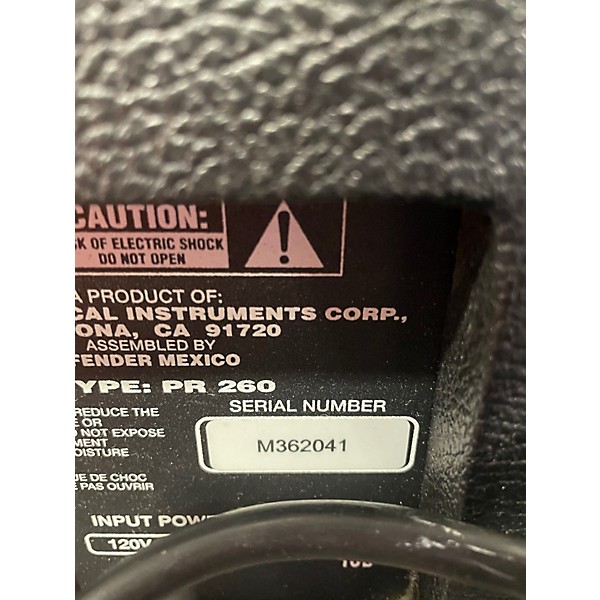 CAUTION:
K OF ELECTRIC SHOCK
DO NOT OPEN
A PRODUCT OF:
CAL INSTRUMENTS CORP.,
ONA, CA 91720
ASSEMBLED BY
FENDER MEXICO
YPE: PR 260
REDUCE THE
E OR
O NOT EXPOSE
MENT
OISTURE
SERIAL NUMBER
M362041
UE DE CHOC
E PAS OUVRIR
INPUT POW
120V